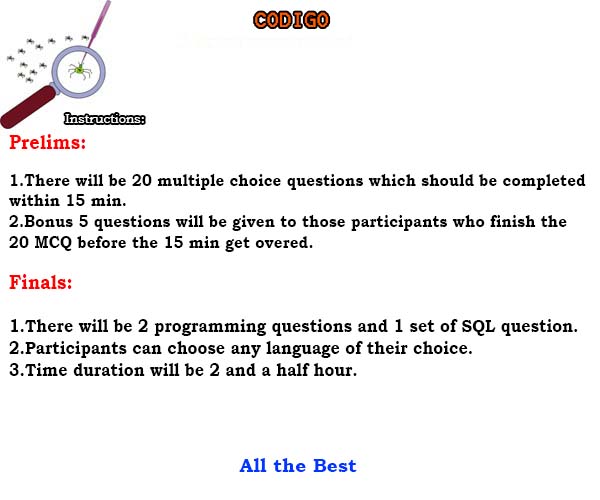 CODIGO
Instructions:
Prelims:
1.There will be 20 multiple choice questions which should be completed
within 15 min.
2.Bonus 5 questions will be given to those participants who finish the
20 MCQ before the 15 min get overed.
Finals:
1.There will be 2 programming questions and 1 set of SQL question.
2.Participants can choose any language of their choice.
3.Time duration will be 2 and a half hour.
All the Best